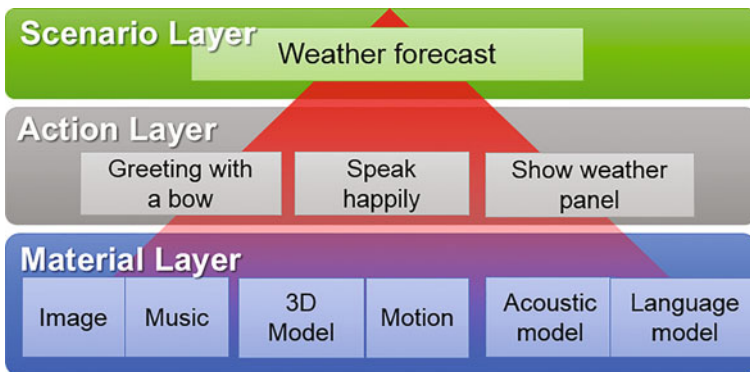 Scenario Layer
Weather forecast
Action Layer
Greeting with
a bow
Speak
happily
Show weather
panel
Material Layer
Image
Music
3D
Model
Motion
Acoustic
model
Language
model